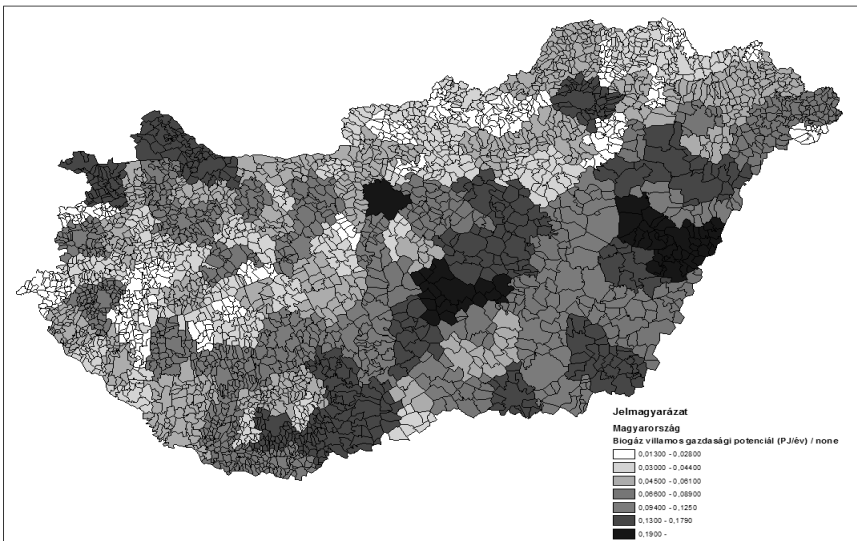 Jelmagyarázat
Magyarország
Biogáz villamos gazdasági potenciál (PJ/év) / none
0,01300 - 0,02800
0,03000 - 0,04400
0,04500 - 0,06100
0,06600 - 0,08900
0,09400 - 0,1250
0,1300 - 0,1790
0,1900 -